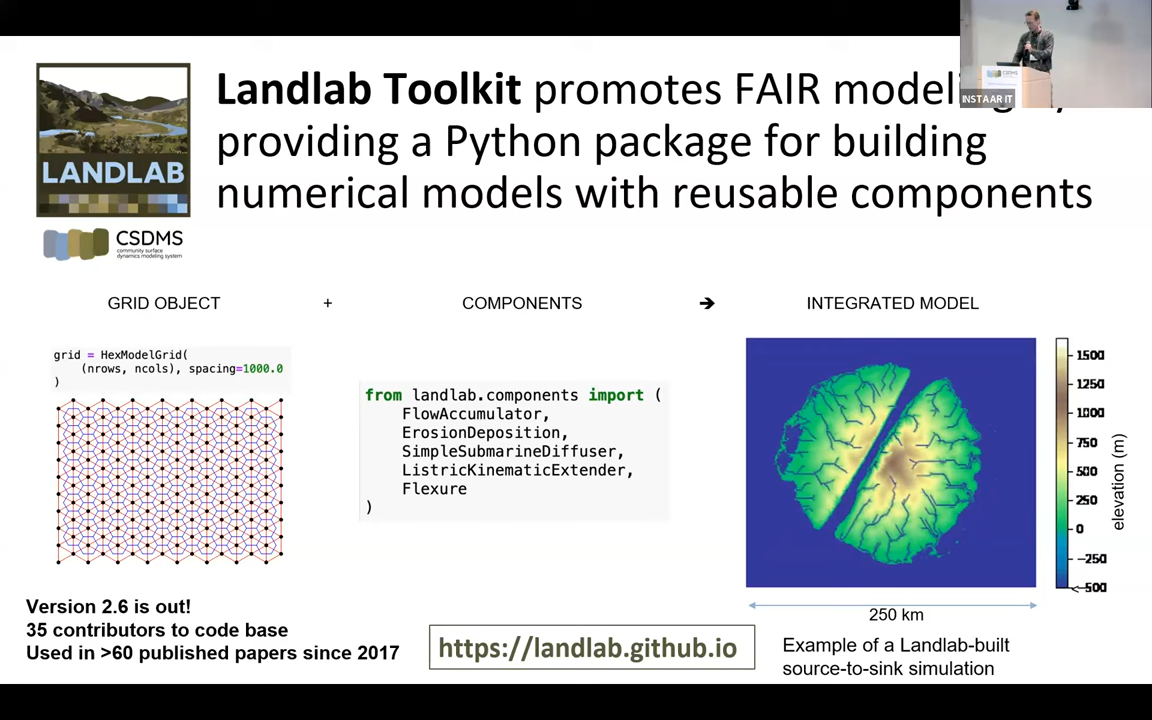 Landlab Toolkit promotes FAIR modeling
providing a Python package for building
numerical models with reusable components
INSTAAR IT
CSDMS
LANDLAB
CSDMS
community surface
dynamics modeling system
GRID OBJECT + COMPONENTS → INTEGRATED MODEL
grid = HexModelGrid(
(nrows, ncols), spacing=1000.0
)
from landlab.components import (
FlowAccumulator,
ErosionDeposition,
SimpleSubmarineDiffuser,
ListricKinematicExtender,
Flexure
)
1500
1250
1000
750
500
250
0
−250
500
elevation (m)
250 km
Version 2.6 is out!
35 contributors to code base
Used in >60 published papers since 2017
https://landlab.github.io
Example of a Landlab-built
source-to-sink simulation